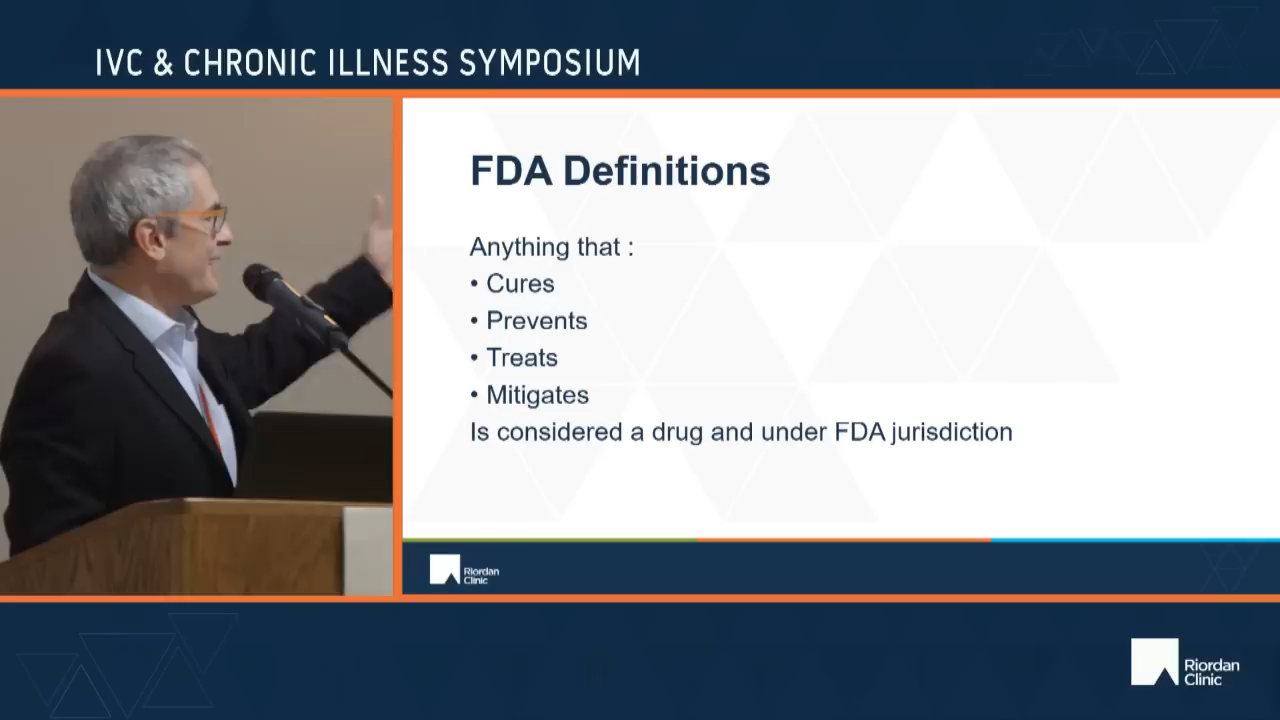 IVC & CHRONIC ILLNESS SYMPOSIUM
FDA Definitions
Anything that :
• Cures
• Prevents
• Treats
• Mitigates
Is considered a drug and under FDA jurisdiction
Riordan
Clinic
Riordan
Clinic